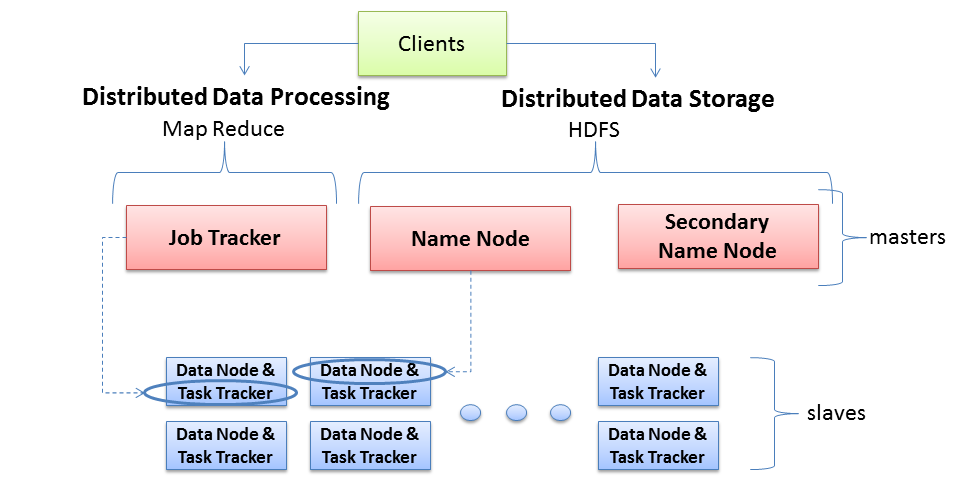 Clients
Distributed Data Processing
Map Reduce
Distributed Data Storage
HDFS
Job Tracker
Name Node
Secondary
Name Node
masters
Data Node &
Task Tracker
Data Node &
Task Tracker
Data Node &
Task Tracker
Data Node &
Task Tracker
Data Node &
Task Tracker
Data Node &
Task Tracker
slaves